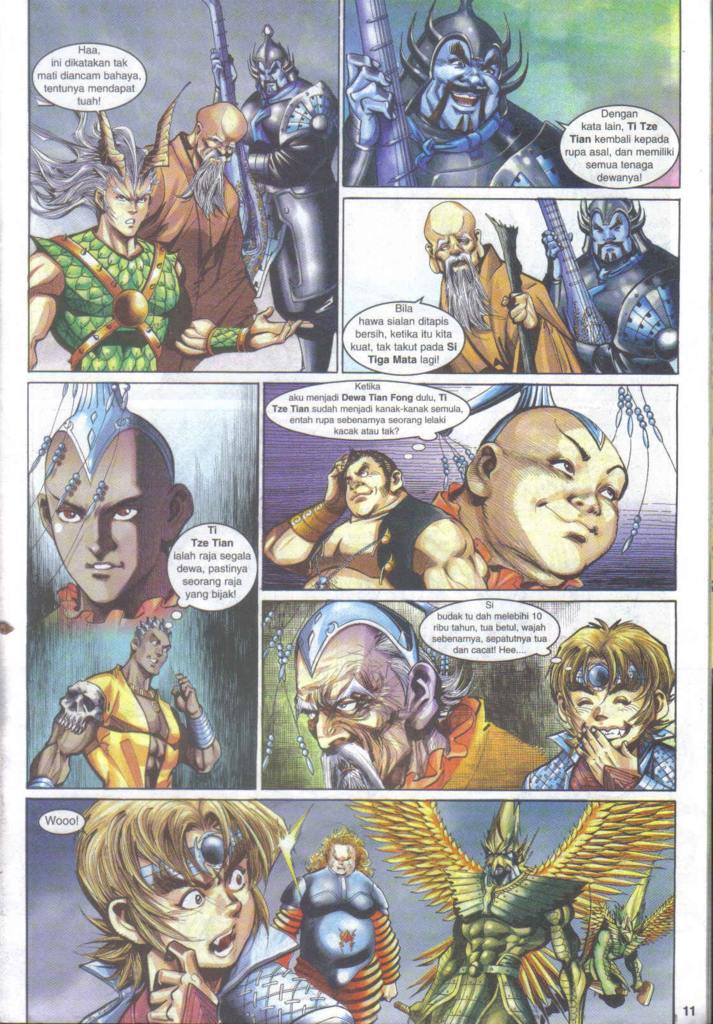 Haa,
ini dikatakan tak
mati diancam bahaya,
tentunya mendapat
tuah!
Dengan
kata lain, Ti Tze
Tian kembali kepada
rupa asal, dan memiliki
semua tenaga
dewanya!
Bila
hawa sialan ditapis
bersih, ketika itu kita
kuat, tak takut pada Si
Tiga Mata lagi!
Ti
Tze Tian
ialah raja segala
dewa, pastinya
seorang raja
yang bijak!
Ketika
aku menjadi Dewa Tian Fong dulu, Ti
Tze Tian sudah menjadi kanak-kanak semula,
entah rupa sebenarnya seorang lelaki
kacak atau tak?
Si
budak tu dah melebihi 10
ribu tahun, tua betul, wajah
sebenarnya, sepatutnya tua
dan cacat! Hee....
Wooo!
11